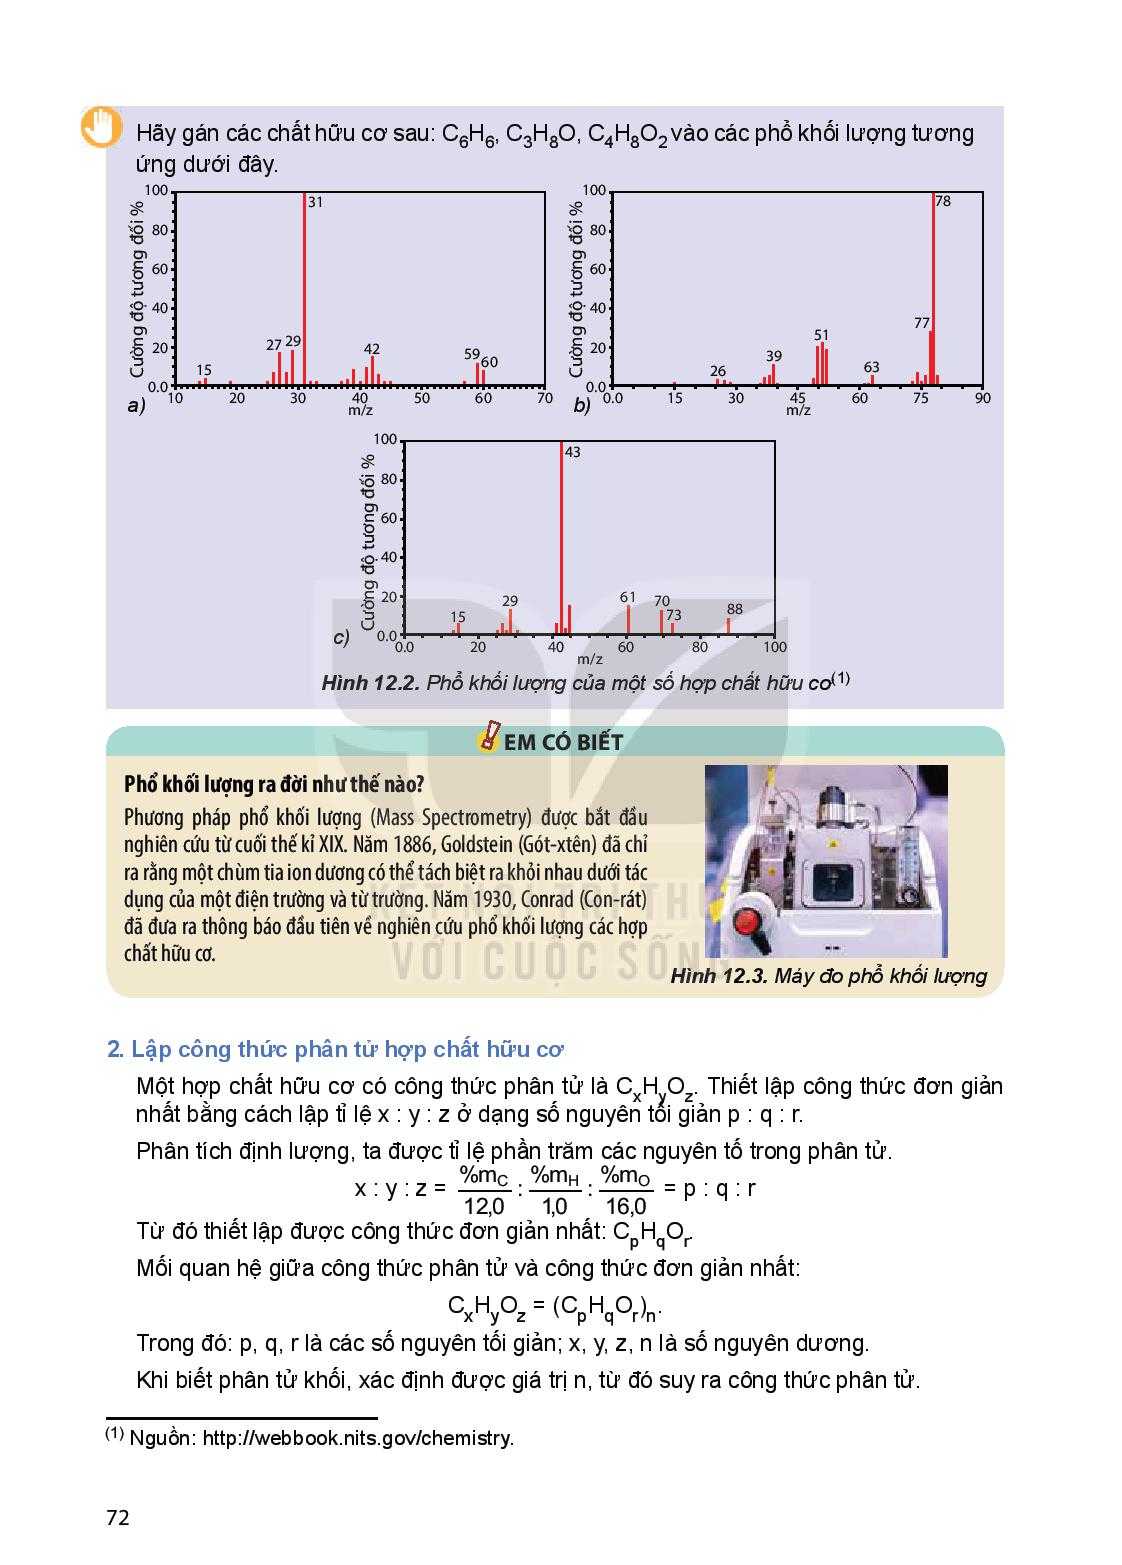 Hãy gán các chất hữu cơ sau: C₆H₆, C₃H₈O, C₄H₈O₂ vào các phổ khối lượng tương
ứng dưới đây.
Cường độ tương đối %
100
80
60
40
20
0.0
31
27 29
15
42
59
60
10 20 30 40 50 60 70
m/z
a)
Cường độ tương đối %
100
80
60
40
20
0.0
78
77
51
39
26
63
0.0 15 30 45 60 75 90
m/z
b)
Cường độ tương đối %
100
80
60
40
20
0.0
43
29
15
61 70
73
88
0.0 20 40 60 80 100
m/z
c)
Hình 12.2. Phổ khối lượng của một số hợp chất hữu cơ⁽¹⁾
EM CÓ BIẾT
Phổ khối lượng ra đời như thế nào?
Phương pháp phổ khối lượng (Mass Spectrometry) được bắt đầu
nghiên cứu từ cuối thế kỉ XIX. Năm 1886, Goldstein (Gót-xtên) đã chỉ
ra rằng một chùm tia ion dương có thể tách biệt ra khỏi nhau dưới tác
dụng của một điện trường và từ trường. Năm 1930, Conrad (Con-rát)
đã đưa ra thông báo đầu tiên về nghiên cứu phổ khối lượng các hợp
chất hữu cơ.
Hình 12.3. Máy đo phổ khối lượng
KẾT NỐI TRI THỨC
VỚI CUỘC SỐNG
2. Lập công thức phân tử hợp chất hữu cơ
Một hợp chất hữu cơ có công thức phân tử là CₓHᵧO_z. Thiết lập công thức đơn giản
nhất bằng cách lập tỉ lệ x : y : z ở dạng số nguyên tối giản p : q : r.
Phân tích định lượng, ta được tỉ lệ phần trăm các nguyên tố trong phân tử.
x : y : z = %m_C/12,0 : %m_H/1,0 : %m_O/16,0 = p : q : r
Từ đó thiết lập được công thức đơn giản nhất: C_pH_qO_r.
Mối quan hệ giữa công thức phân tử và công thức đơn giản nhất:
C_xH_yO_z = (C_pH_qO_r)_n.
Trong đó: p, q, r là các số nguyên tối giản; x, y, z, n là số nguyên dương.
Khi biết phân tử khối, xác định được giá trị n, từ đó suy ra công thức phân tử.
⁽¹⁾ Nguồn: http://webbook.nits.gov/chemistry.
72